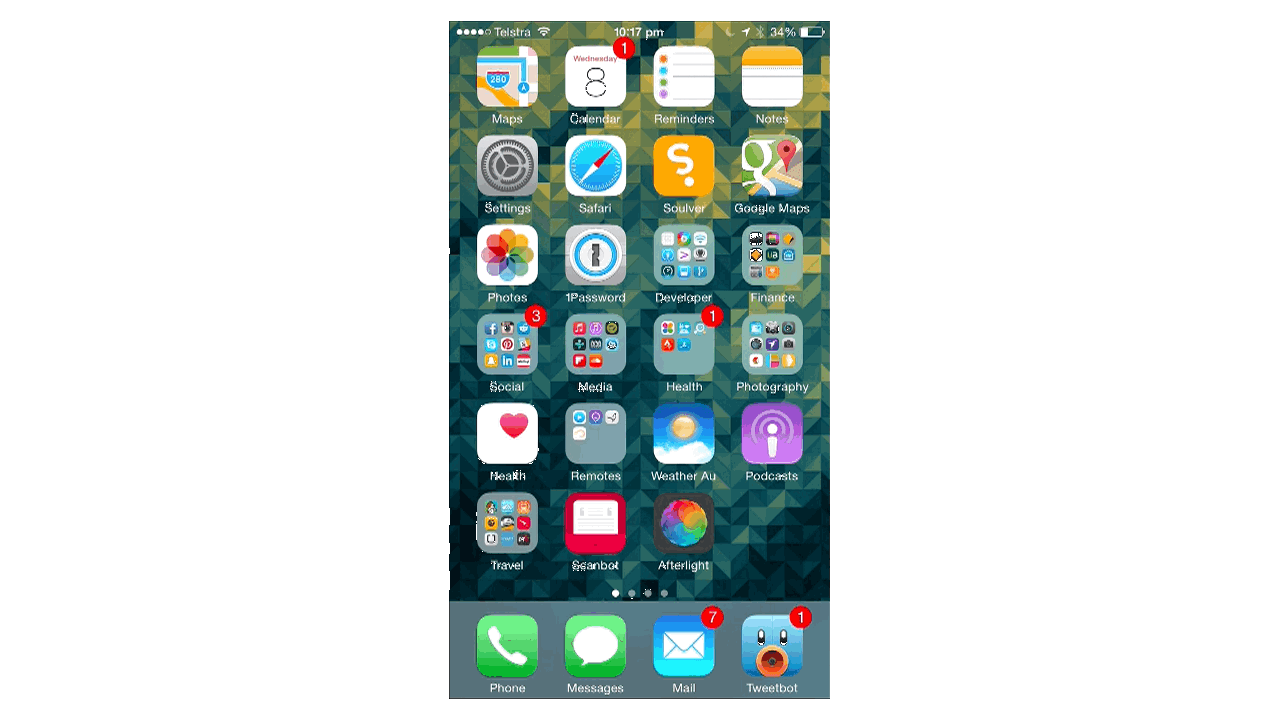 Telstra 10:17 pm 34%
1
Wednesday
280 8
Maps Calendar Reminders Notes
Settings Safari Soulver Google Maps
Photos 1Password Developer Finance
3 1
Social Media Health Photography
Health Remotes Weather Au Podcasts
Travel Scanbot Afterlight
7 1
Phone Messages Mail Tweetbot